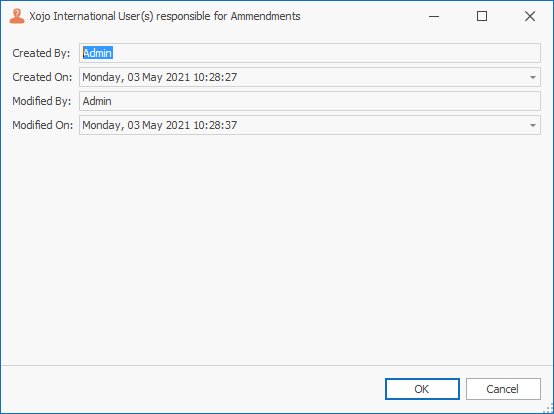 Xojo International User(s) responsible for Ammendments
Created By: Admin
Created On: Monday, 03 May 2021 10:28:27
Modified By: Admin
Modified On: Monday, 03 May 2021 10:28:37
OK Cancel